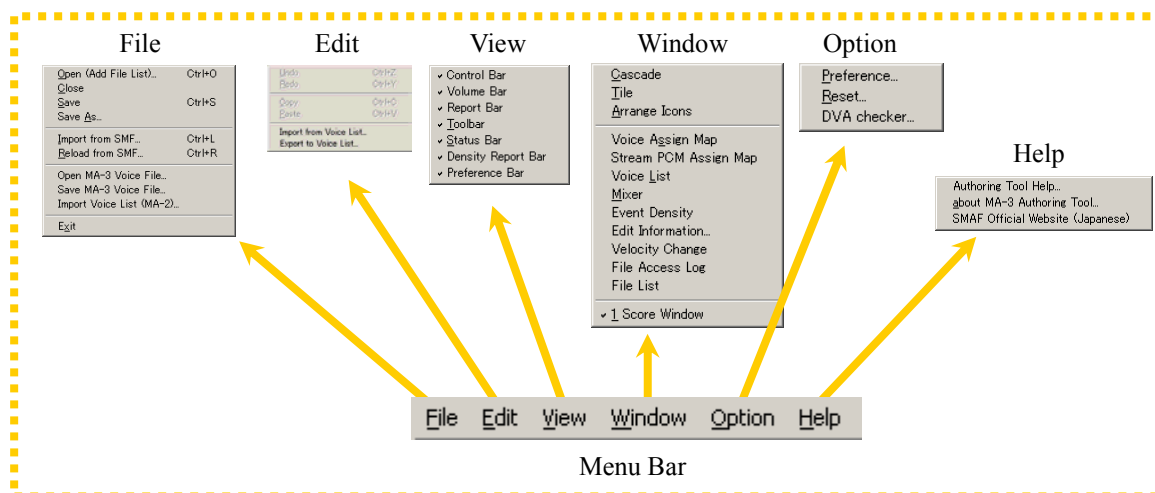 File
Open (Add File List)... Ctrl+O
Close
Save Ctrl+S
Save As...
Import from SMF... Ctrl+L
Reload from SMF... Ctrl+R
Open MA-3 Voice File...
Save MA-3 Voice File...
Import Voice List (MA-2)...
Exit
Edit
Undo Ctrl+Z
Redo Ctrl+Y
Copy Ctrl+C
Paste Ctrl+V
Import from Voice List...
Export to Voice List...
View
Control Bar
Volume Bar
Report Bar
Toolbar
Status Bar
Density Report Bar
Preference Bar
Window
Cascade
Tile
Arrange Icons
Voice Assign Map
Stream PCM Assign Map
Voice List
Mixer
Event Density
Edit Information...
Velocity Change
File Access Log
File List
1 Score Window
Option
Preference...
Reset...
DVA checker...
Help
Authoring Tool Help...
about MA-3 Authoring Tool...
SMAF Official Website (Japanese)
File Edit View Window Option Help
Menu Bar